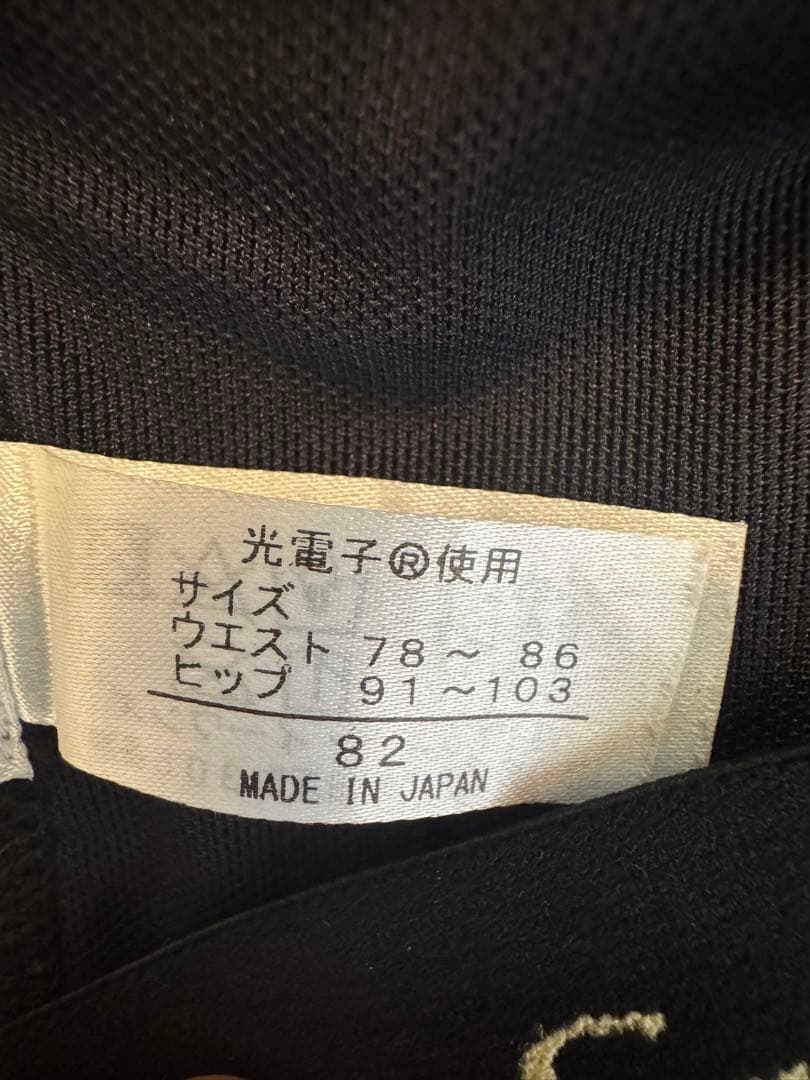 光電子®使用
サイズ
ウエスト 78～ 86
ヒップ 91～103
82
MADE IN JAPAN